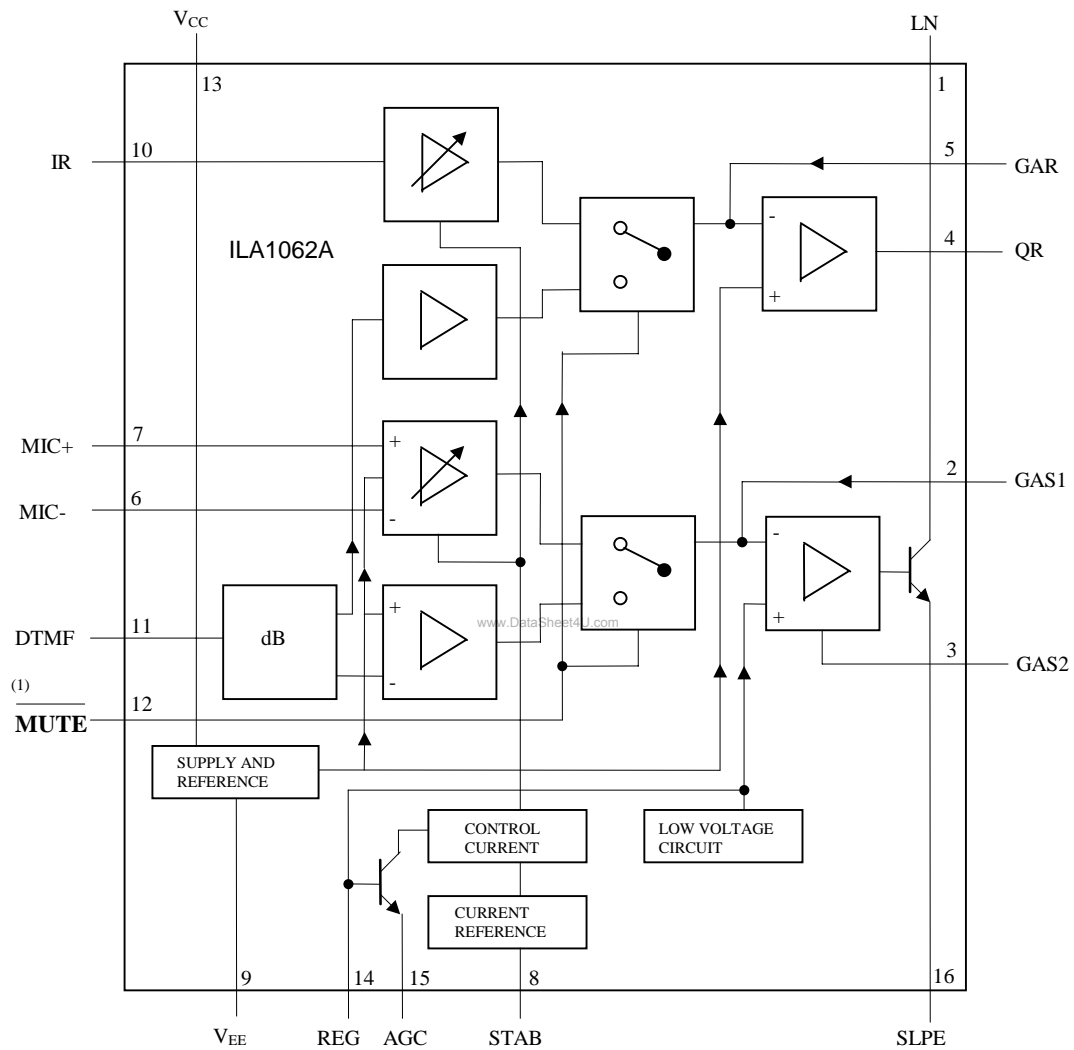 VCC
LN
13
1
IR
10
5
GAR
-
4
QR
+
ILA1062A
MIC+
7
+
2
GAS1
MIC-
6
-
-
+
DTMF
11
dB
+
-
www.DataSheet4U.com
3
GAS2
(1)
MUTE
12
SUPPLY AND
REFERENCE
CONTROL
CURRENT
LOW VOLTAGE
CIRCUIT
CURRENT
REFERENCE
9
14
15
8
16
VEE
REG
AGC
STAB
SLPE